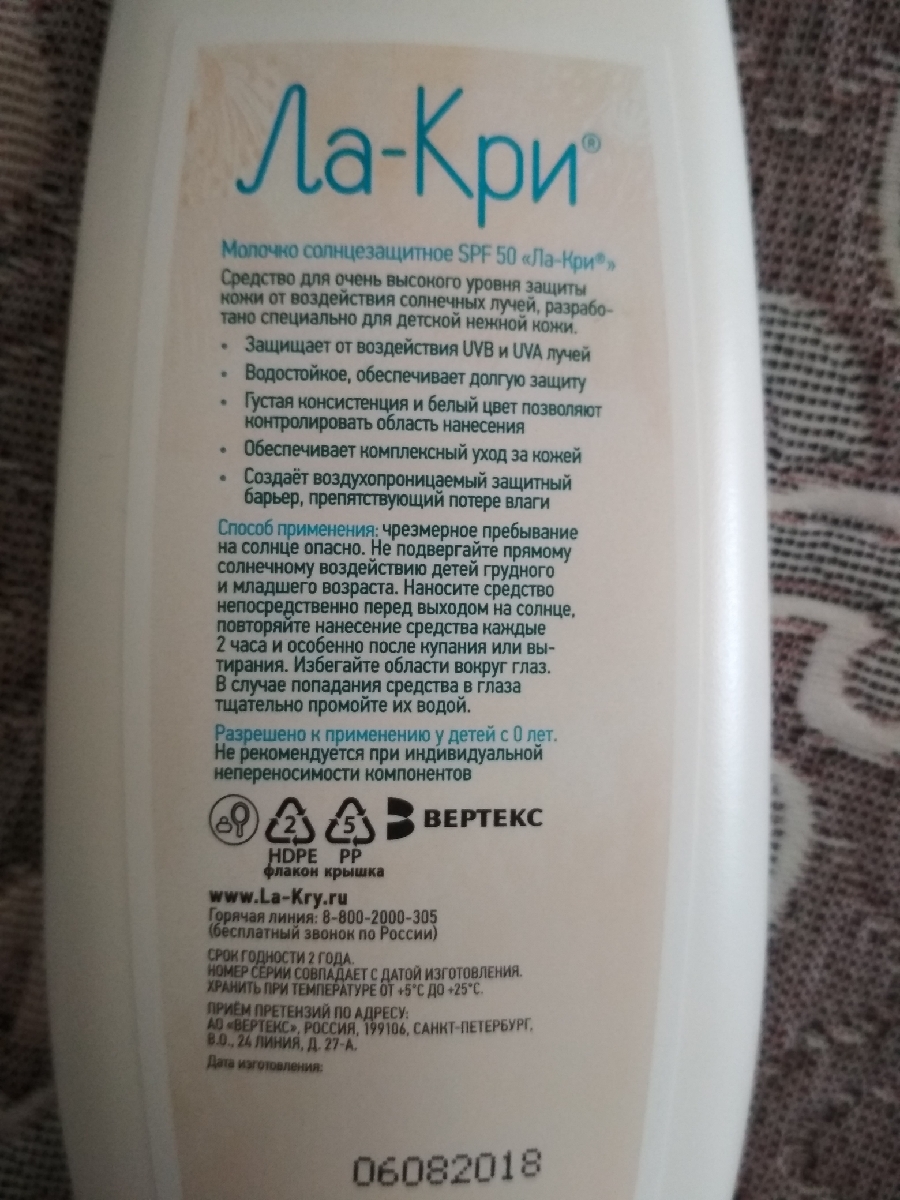 Ла-Кри®
Молочко солнцезащитное SPF 50 «Ла-Кри®»
Средство для очень высокого уровня защиты
кожи от воздействия солнечных лучей, разрабо-
тано специально для детской нежной кожи.
• Защищает от воздействия UVB и UVA лучей
• Водостойкое, обеспечивает долгую защиту
• Густая консистенция и белый цвет позволяют
контролировать область нанесения
• Обеспечивает комплексный уход за кожей
• Создаёт воздухопроницаемый защитный
барьер, препятствующий потере влаги
Способ применения: чрезмерное пребывание
на солнце опасно. Не подвергайте прямому
солнечному воздействию детей грудного
и младшего возраста. Наносите средство
непосредственно перед выходом на солнце,
повторяйте нанесение средства каждые
2 часа и особенно после купания или вы-
тирания. Избегайте области вокруг глаз.
В случае попадания средства в глаза
тщательно промойте их водой.
Разрешено к применению у детей с 0 лет.
Не рекомендуется при индивидуальной
непереносимости компонентов
2 5 ВЕРТЕКС
HDPE PP
флакон крышка
www.La-Kry.ru
Горячая линия: 8-800-2000-305
(бесплатный звонок по России)
СРОК ГОДНОСТИ 2 ГОДА.
НОМЕР СЕРИИ СОВПАДАЕТ С ДАТОЙ ИЗГОТОВЛЕНИЯ.
ХРАНИТЬ ПРИ ТЕМПЕРАТУРЕ ОТ +5°С ДО +25°С.
ПРИЁМ ПРЕТЕНЗИЙ ПО АДРЕСУ:
АО «ВЕРТЕКС», РОССИЯ, 199106, САНКТ-ПЕТЕРБУРГ,
В.О., 24 ЛИНИЯ, Д. 27-А.
Дата изготовления:
06082018